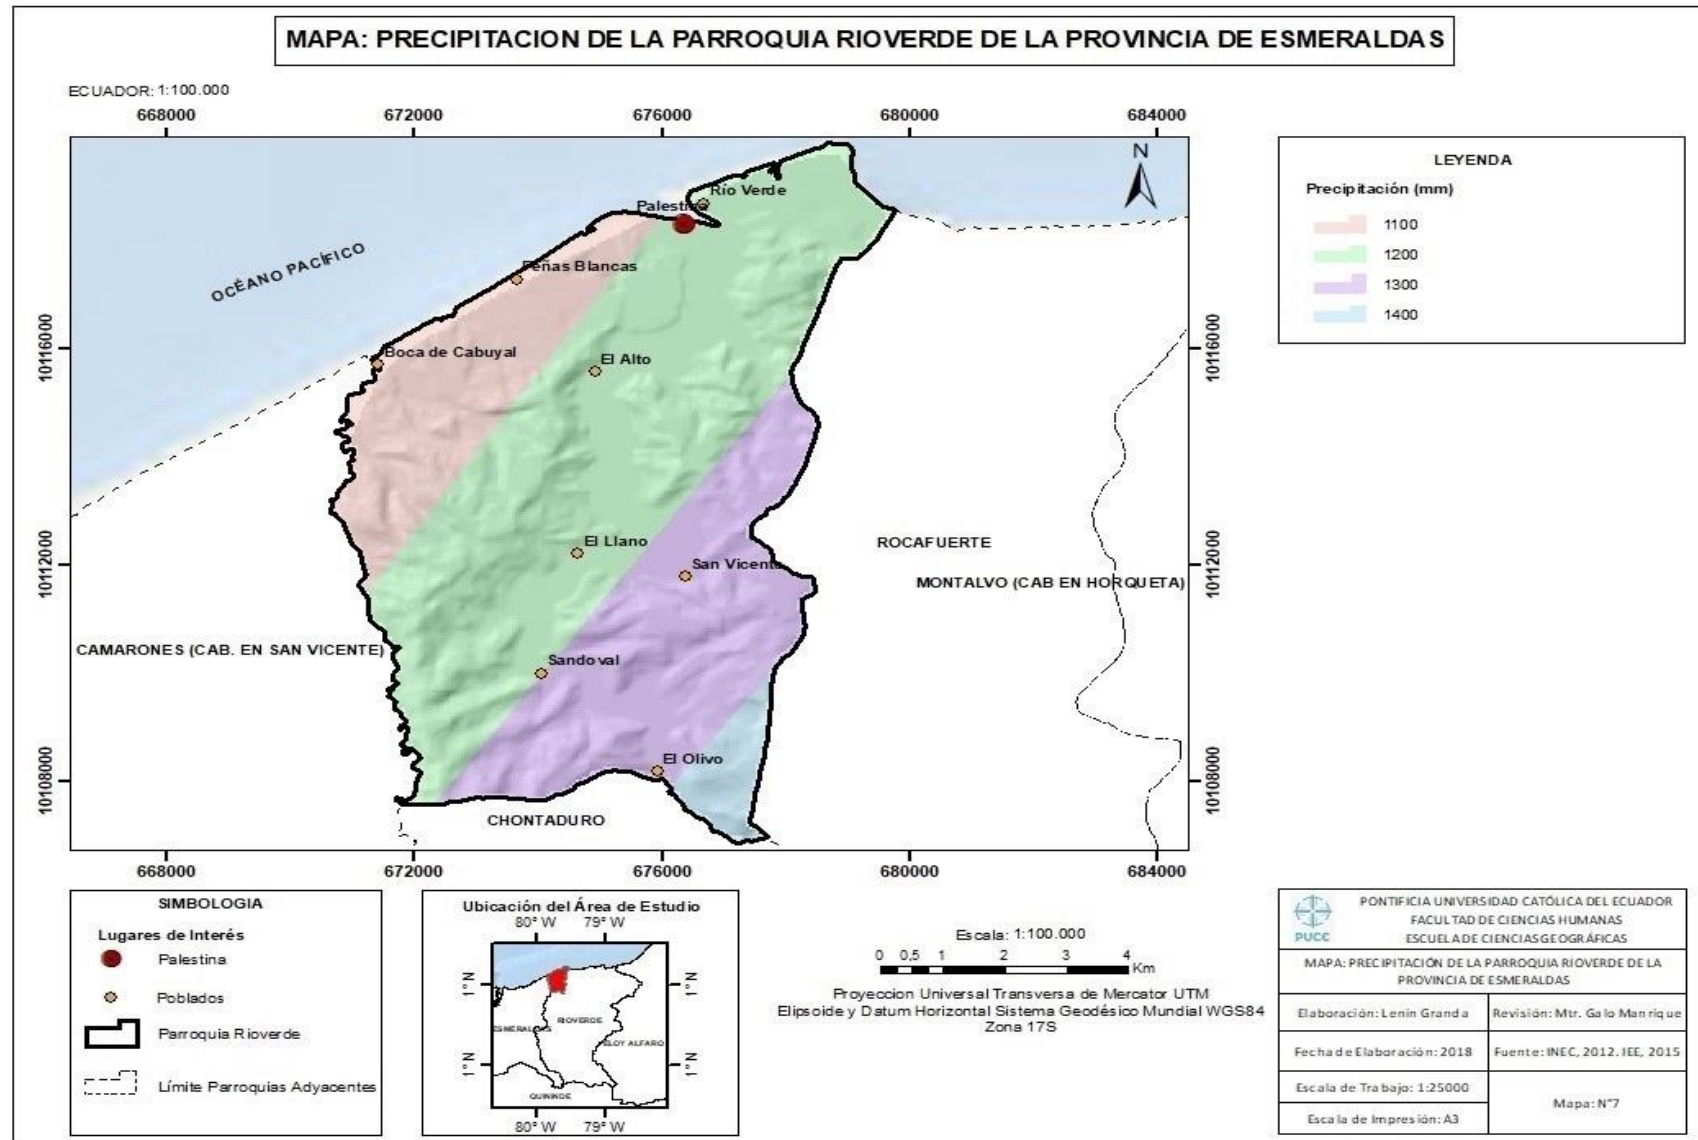 MAPA: PRECIPITACION DE LA PARROQUIA RIOVERDE DE LA PROVINCIA DE ESMERALDAS
ECUADOR: 1:100.000
668000 672000 676000 680000 684000
N
Río Verde
Palestina
OCÉANO PACÍFICO
Peñas Blancas
Boca de Cabuyal
El Alto
10116000 10116000
El Llano
San Vicente
ROCAFUERTE
MONTALVO (CAB EN HORQUETA)
10112000 10112000
CAMARONES (CAB. EN SAN VICENTE)
Sandoval
El Olivo
10108000 10108000
CHONTADURO
668000 672000 676000 680000 684000
LEYENDA
Precipitación (mm)
1100
1200
1300
1400
SIMBOLOGIA
Lugares de Interés
Palestina
Poblados
Parroquia Rioverde
Límite Parroquias Adyacentes
Ubicación del Área de Estudio
80° W 79° W
1° N 1° N
RIOVERDE
ESMERALDAS
ELOY ALFARO
1° N 1° N
QUININDE
80° W 79° W
Escala: 1:100.000
0 0,5 1 2 3 4
Km
Proyeccion Universal Transversa de Mercator UTM
Elipsoide y Datum Horizontal Sistema Geodésico Mundial WGS84
Zona 17S
PUCE
PONTIFICIA UNIVERSIDAD CATÓLICA DEL ECUADOR
FACULTAD DE CIENCIAS HUMANAS
ESCUELA DE CIENCIAS GEOGRÁFICAS
MAPA: PRECIPITACIÓN DE LA PARROQUIA RIOVERDE DE LA
PROVINCIA DE ESMERALDAS
Elaboración: Lenin Granda
Revisión: Mtr. Galo Manrique
Fecha de Elaboración: 2018
Fuente: INEC, 2012. IEE, 2015
Escala de Trabajo: 1:25000
Mapa: N°7
Escala de Impresión: A3